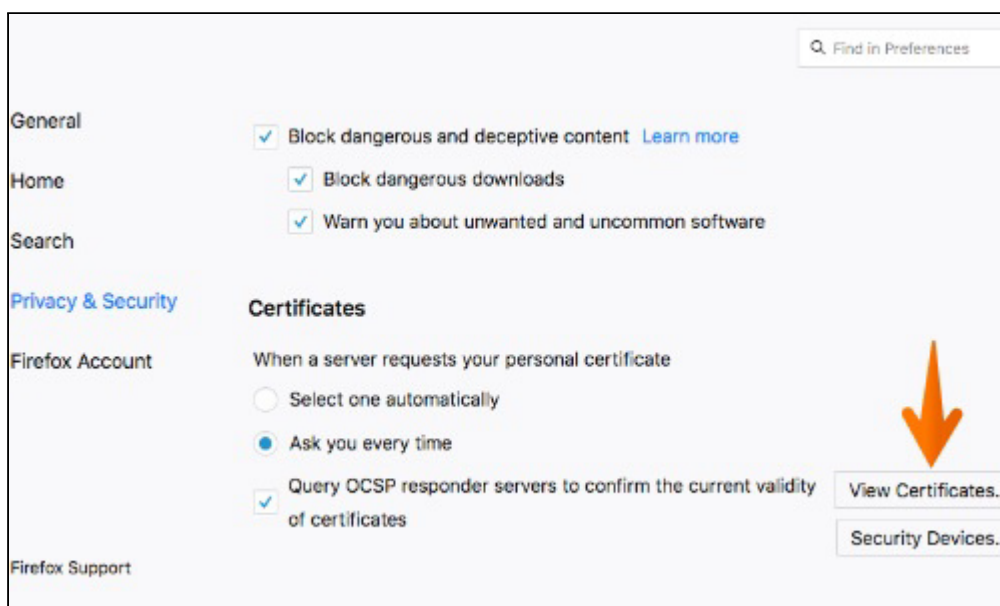 Find in Preferences
General
Home
Search
Privacy & Security
Firefox Account
Firefox Support
Block dangerous and deceptive content Learn more
Block dangerous downloads
Warn you about unwanted and uncommon software
Certificates
When a server requests your personal certificate
Select one automatically
Ask you every time
Query OCSP responder servers to confirm the current validity
of certificates
View Certificates...
Security Devices...